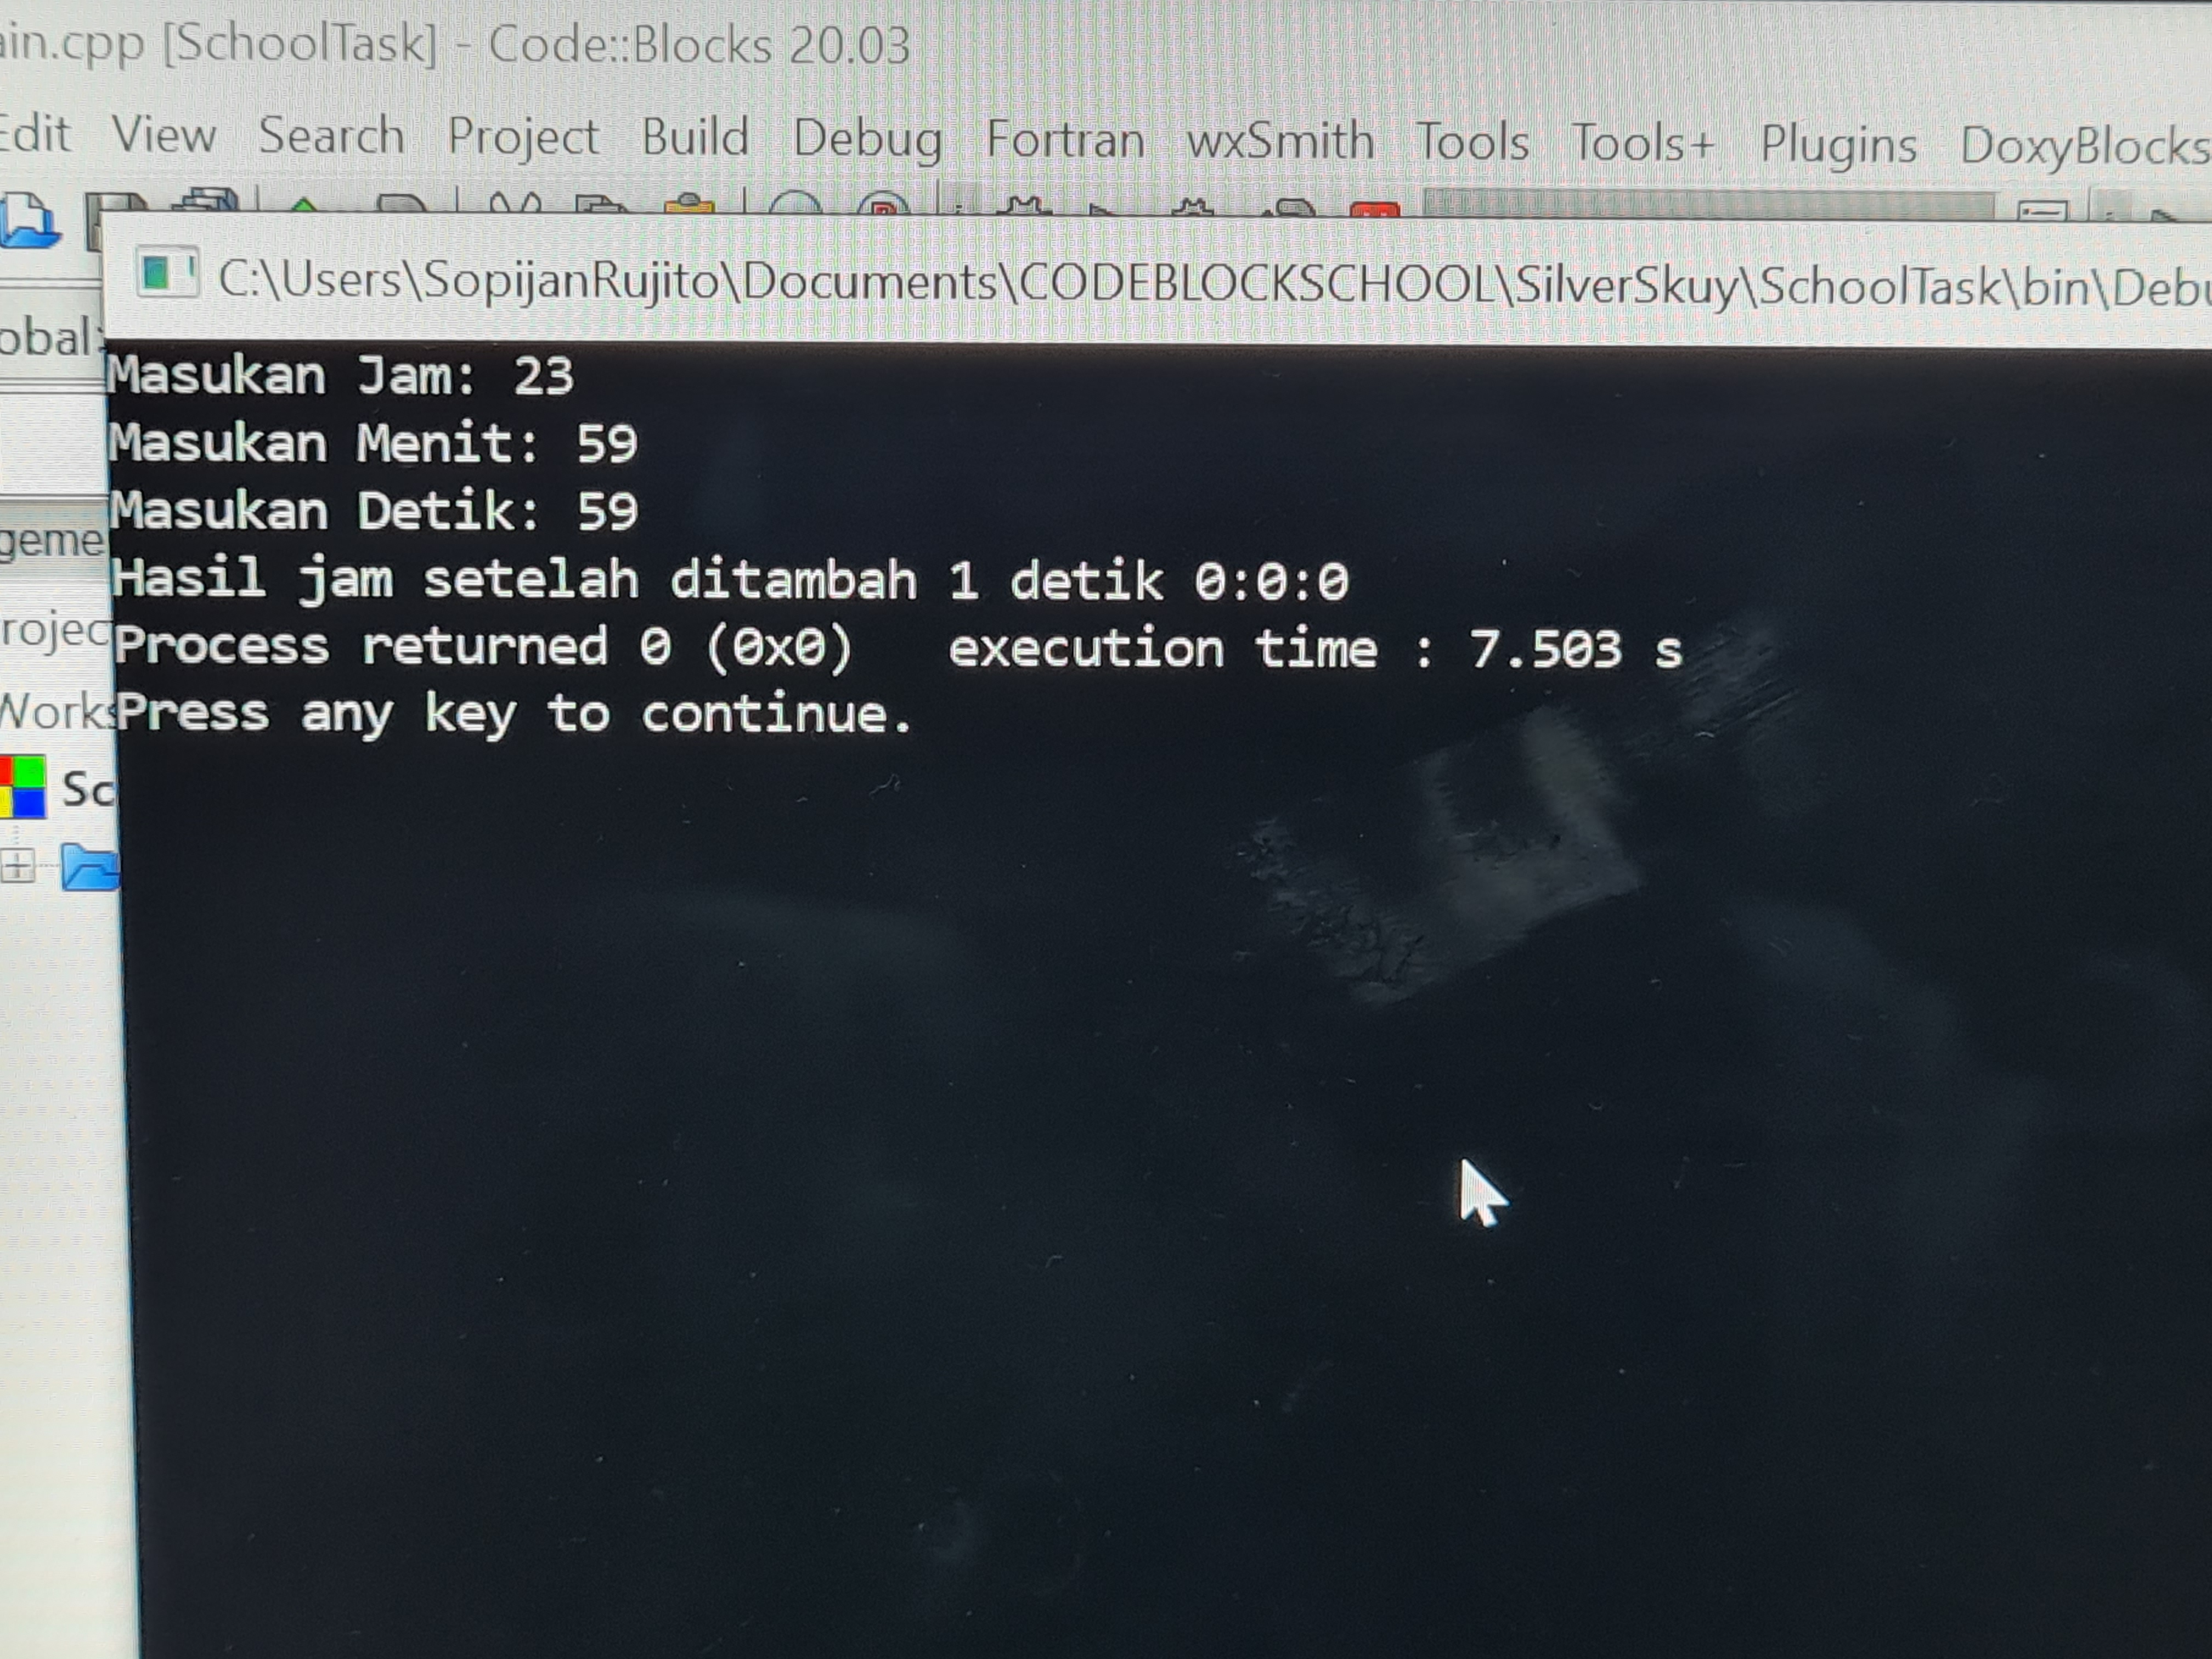 ain.cpp [SchoolTask] - Code::Blocks 20.03
Edit View Search Project Build Debug Fortran wxSmith Tools Tools+ Plugins DoxyBlocks
C:\Users\SopijanRujito\Documents\CODEBLOCKSCHOOL\SilverSkuy\SchoolTask\bin\Debu
obal
Masukan Jam: 23
Masukan Menit: 59
Masukan Detik: 59
geme
Hasil jam setelah ditambah 1 detik 0:0:0
rojec
Process returned 0 (0x0)   execution time : 7.503 s
Works
Press any key to continue.
Sc